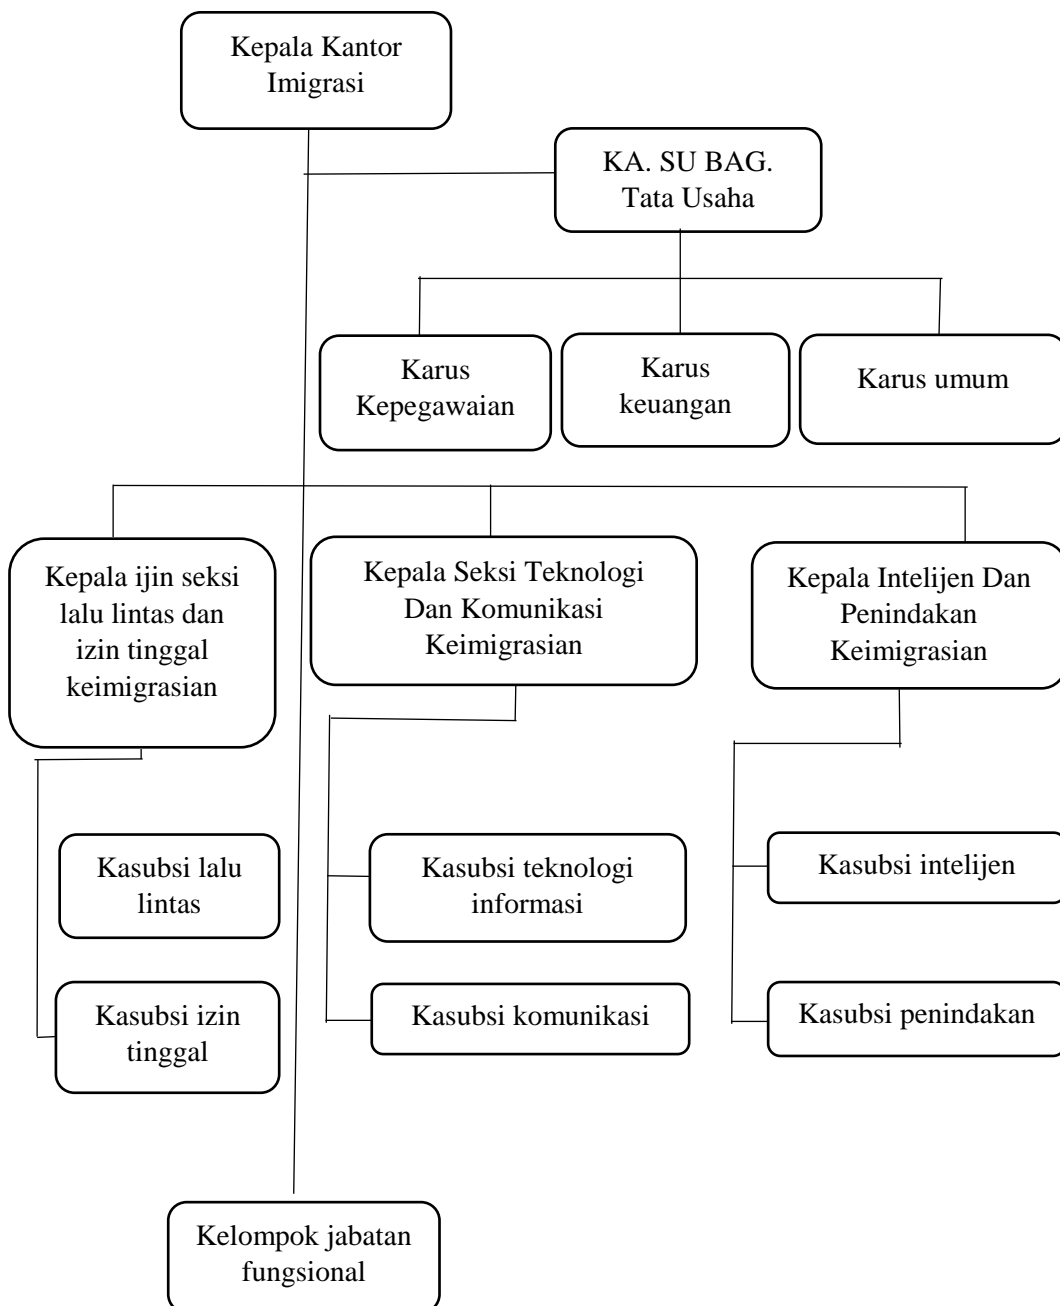 Kepala Kantor
Imigrasi
KA. SU BAG.
Tata Usaha
Karus
Kepegawaian
Karus
keuangan
Karus umum
Kepala ijin seksi
lalu lintas dan
izin tinggal
keimigrasian
Kepala Seksi Teknologi
Dan Komunikasi
Keimigrasian
Kepala Intelijen Dan
Penindakan
Keimigrasian
Kasubsi lalu
lintas
Kasubsi teknologi
informasi
Kasubsi intelijen
Kasubsi izin
tinggal
Kasubsi komunikasi
Kasubsi penindakan
Kelompok jabatan
fungsional